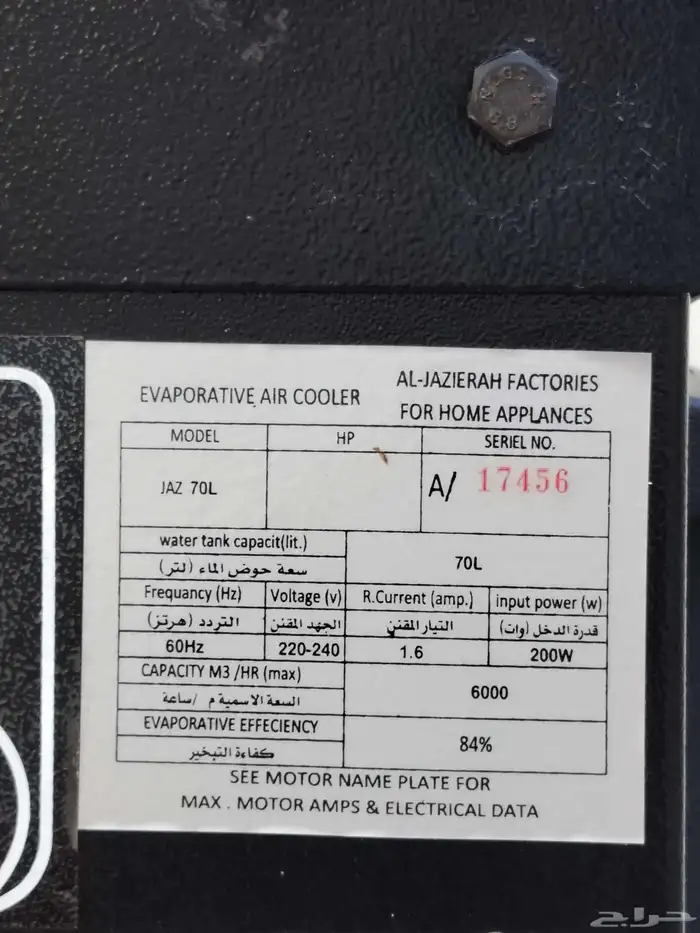 EVAPORATIVE AIR COOLER
AL-JAZIERAH FACTORIES
FOR HOME APPLANCES
MODEL HP SERIEL NO.
JAZ 70L A/ 17456
water tank capacit(lit.) 70L
سعة حوض الماء (لتر)
Frequancy (Hz) Voltage (v) R.Current (amp.) input power (w)
التردد (هرتز) الجهد المقنن التيار المقنن قدرة الدخل (وات)
60Hz 220-240 1.6 200W
CAPACITY M3 /HR (max) 6000
السعة الاسمية م /ساعة
EVAPORATIVE EFFECIENCY 84%
كفاءة التبخير
SEE MOTOR NAME PLATE FOR
MAX . MOTOR AMPS & ELECTRICAL DATA
حراج